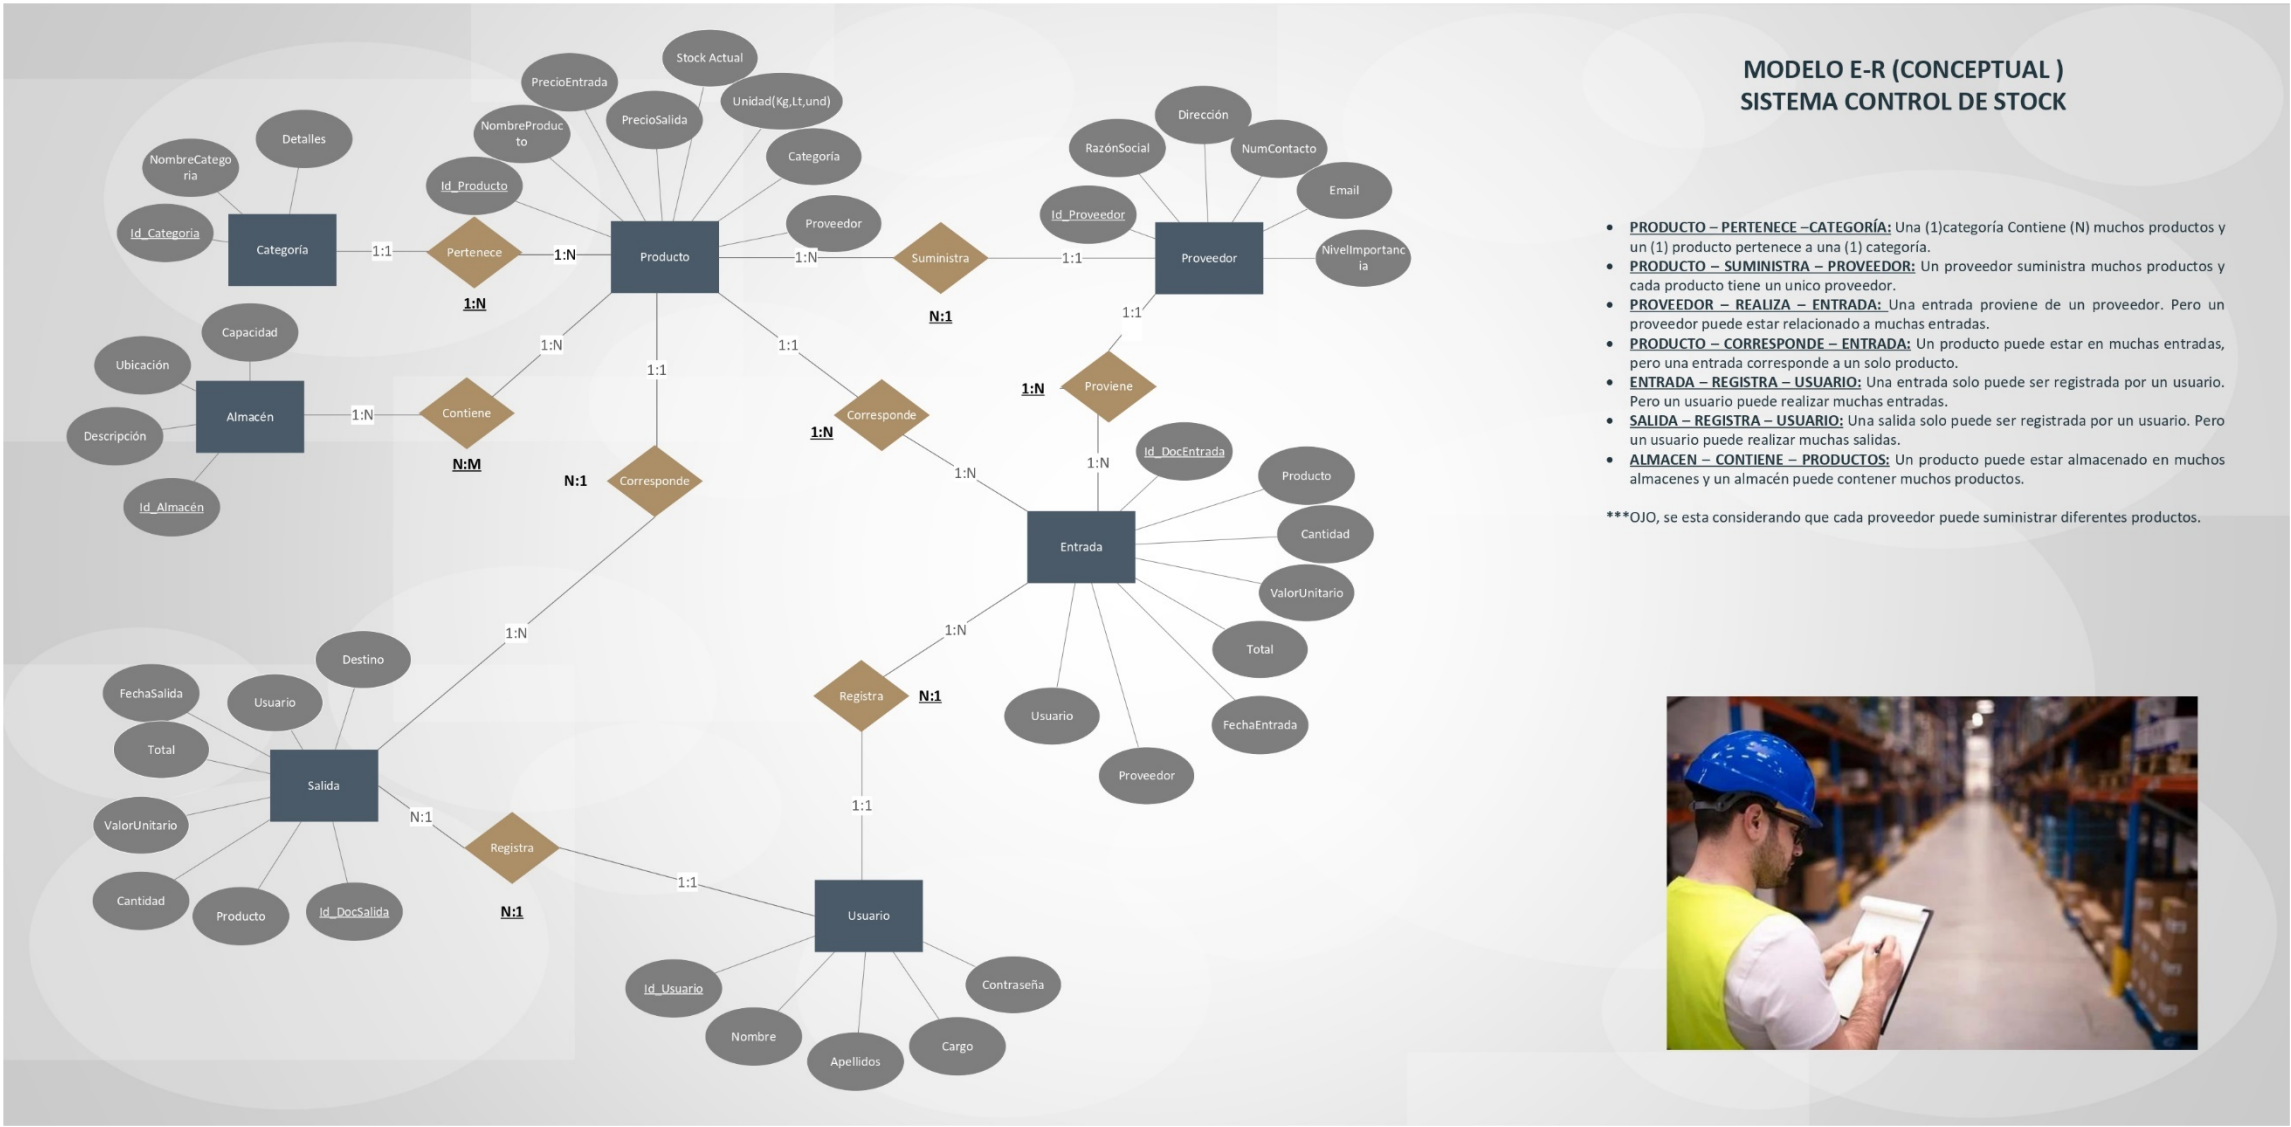 MODELO E-R (CONCEPTUAL )
SISTEMA CONTROL DE STOCK
Stock Actual
PrecioEntrada
Unidad(Kg,Lt,und)
PrecioSalida
NombreProduc
to
Categoría
Id_Producto
Proveedor
Producto
Detalles
NombreCatego
ria
Id_Categoria
Categoría
1:1
Pertenece
1:N
1:N
1:N
Suministra
N:1
1:1
Dirección
RazónSocial
NumContacto
Email
Id_Proveedor
NivelImportanc
ia
Proveedor
Capacidad
Ubicación
Almacén
Descripción
Id_Almacén
1:N
Contiene
N:M
1:N
1:1
N:1
Corresponde
1:N
1:1
Corresponde
1:N
1:N
1:1
1:N
Proviene
1:N
Id_DocEntrada
Producto
Cantidad
Entrada
ValorUnitario
Total
FechaEntrada
Usuario
Proveedor
1:N
Registra
N:1
1:1
Destino
FechaSalida
Usuario
Total
Salida
ValorUnitario
Cantidad
Producto
Id_DocSalida
N:1
Registra
N:1
1:1
Usuario
Id_Usuario
Nombre
Apellidos
Cargo
Contraseña
• PRODUCTO – PERTENECE –CATEGORÍA: Una (1)categoría Contiene (N) muchos productos y
un (1) producto pertenece a una (1) categoría.
• PRODUCTO – SUMINISTRA – PROVEEDOR: Un proveedor suministra muchos productos y
cada producto tiene un unico proveedor.
• PROVEEDOR – REALIZA – ENTRADA: Una entrada proviene de un proveedor. Pero un
proveedor puede estar relacionado a muchas entradas.
• PRODUCTO – CORRESPONDE – ENTRADA: Un producto puede estar en muchas entradas,
pero una entrada corresponde a un solo producto.
• ENTRADA – REGISTRA – USUARIO: Una entrada solo puede ser registrada por un usuario.
Pero un usuario puede realizar muchas entradas.
• SALIDA – REGISTRA – USUARIO: Una salida solo puede ser registrada por un usuario. Pero
un usuario puede realizar muchas salidas.
• ALMACEN – CONTIENE – PRODUCTOS: Un producto puede estar almacenado en muchos
almacenes y un almacén puede contener muchos productos.
***OJO, se esta considerando que cada proveedor puede suministrar diferentes productos.